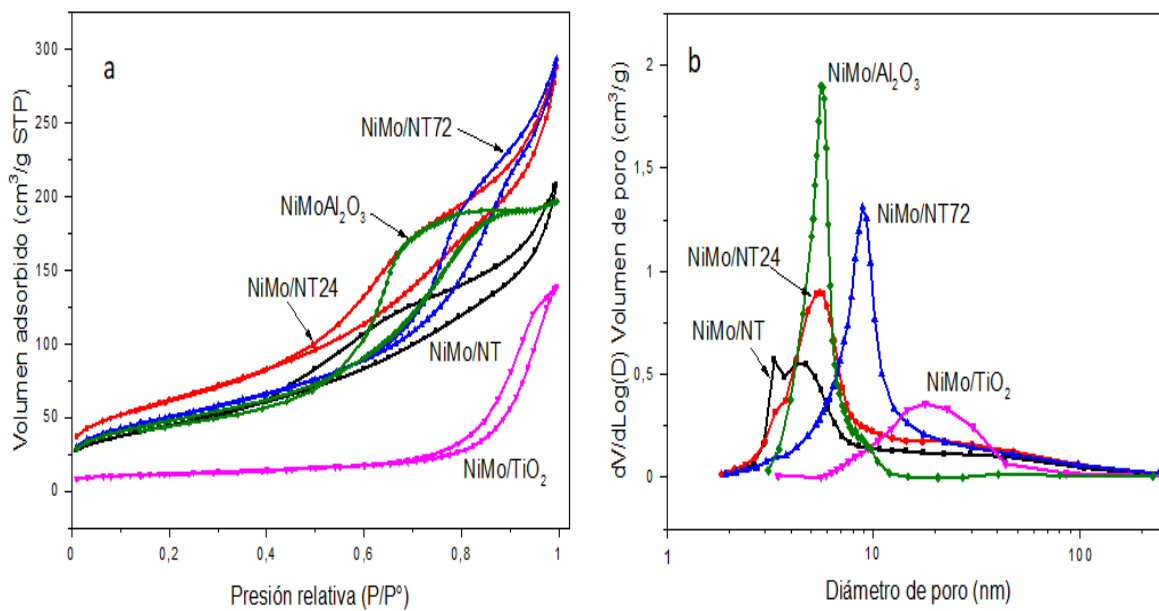 a
300
250
200
150
100
50
0
Volumen adsorbido (cm³/g STP)
NiMo/NT72
NiMoAl₂O₃
NiMo/NT24
NiMo/NT
NiMo/TiO₂
0
0,2
0,4
0,6
0,8
1
Presión relativa (P/Pº)
b
2
1,5
1
0,5
0
dV/dLog(D) Volumen de poro (cm³/g)
NiMo/Al₂O₃
NiMo/NT72
NiMo/NT24
NiMo/NT
NiMo/TiO₂
1
10
100
Diámetro de poro (nm)